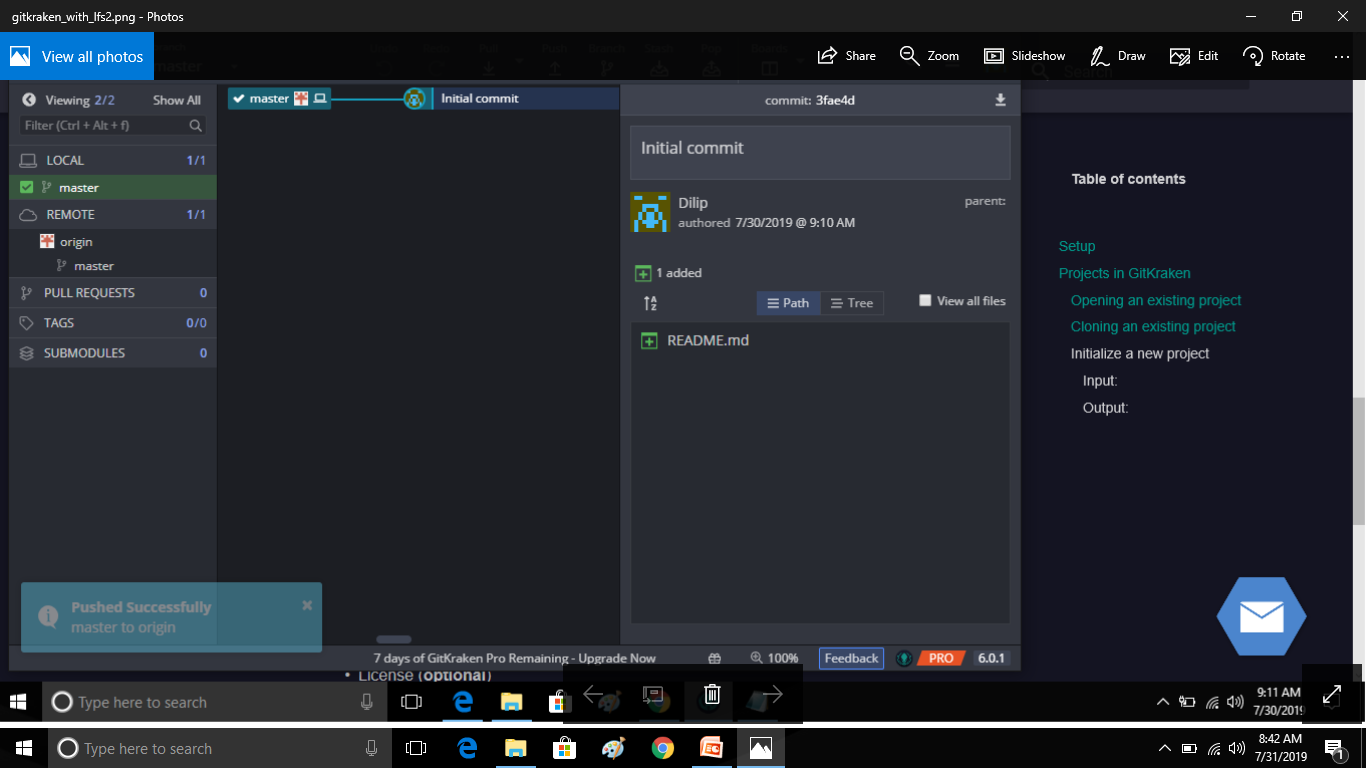 gitkraken_with_lfs2.png - Photos
View all photos
Share
Zoom
Slideshow
Draw
Edit
Rotate
Viewing 2/2
Show All
Filter (Ctrl + Alt + f)
LOCAL 1/1
master
REMOTE 1/1
origin
master
PULL REQUESTS 0
TAGS 0/0
SUBMODULES 0
master
Initial commit
commit: 3fae4d
Initial commit
Dilip
authored 7/30/2019 @ 9:10 AM
parent:
1 added
Path
Tree
View all files
README.md
Search
Table of contents
Setup
Projects in GitKraken
Opening an existing project
Cloning an existing project
Initialize a new project
Input:
Output:
Pushed Successfully
master to origin
7 days of GitKraken Pro Remaining - Upgrade Now
100%
Feedback
PRO
6.0.1
• License (optional)
Type here to search
9:11 AM
7/30/2019
Type here to search
8:42 AM
7/31/2019
1